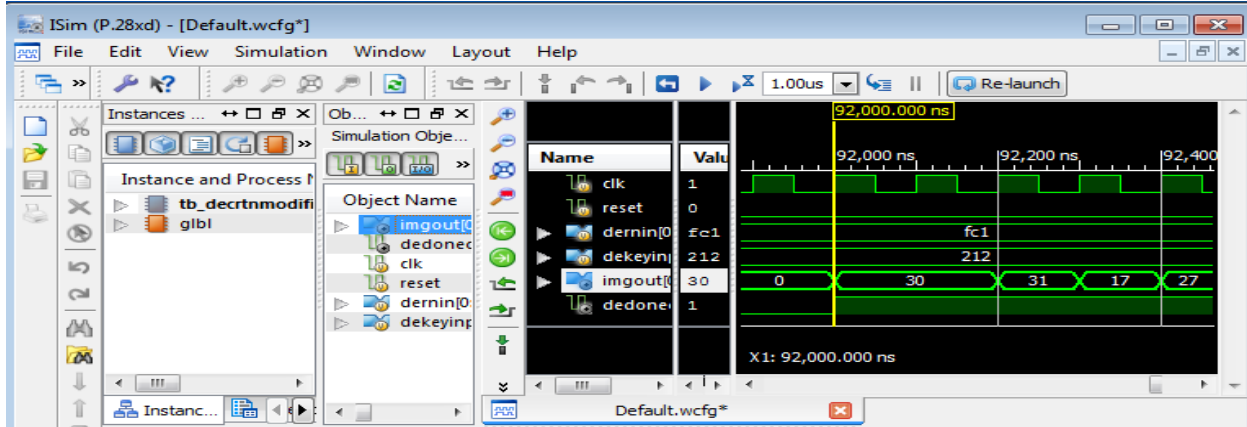 ISim (P.28xd) - [Default.wcfg*]
File Edit View Simulation Window Layout Help
1.00us Re-launch
Instances ...
Ob...
Simulation Obje...
Instance and Process N
tb_decrtnmodifi
glbl
Object Name
imgout[0
dedoned
clk
reset
dernin[0:
dekeyinp
Name Valu
clk 1
reset 0
dernin[0 fc1
dekeyin 212
imgout[ 30
dedone 1
92,000.000 ns
92,000 ns 92,200 ns 92,400
fc1
212
0 30 31 17 27
X1: 92,000.000 ns
Instanc...
Default.wcfg*